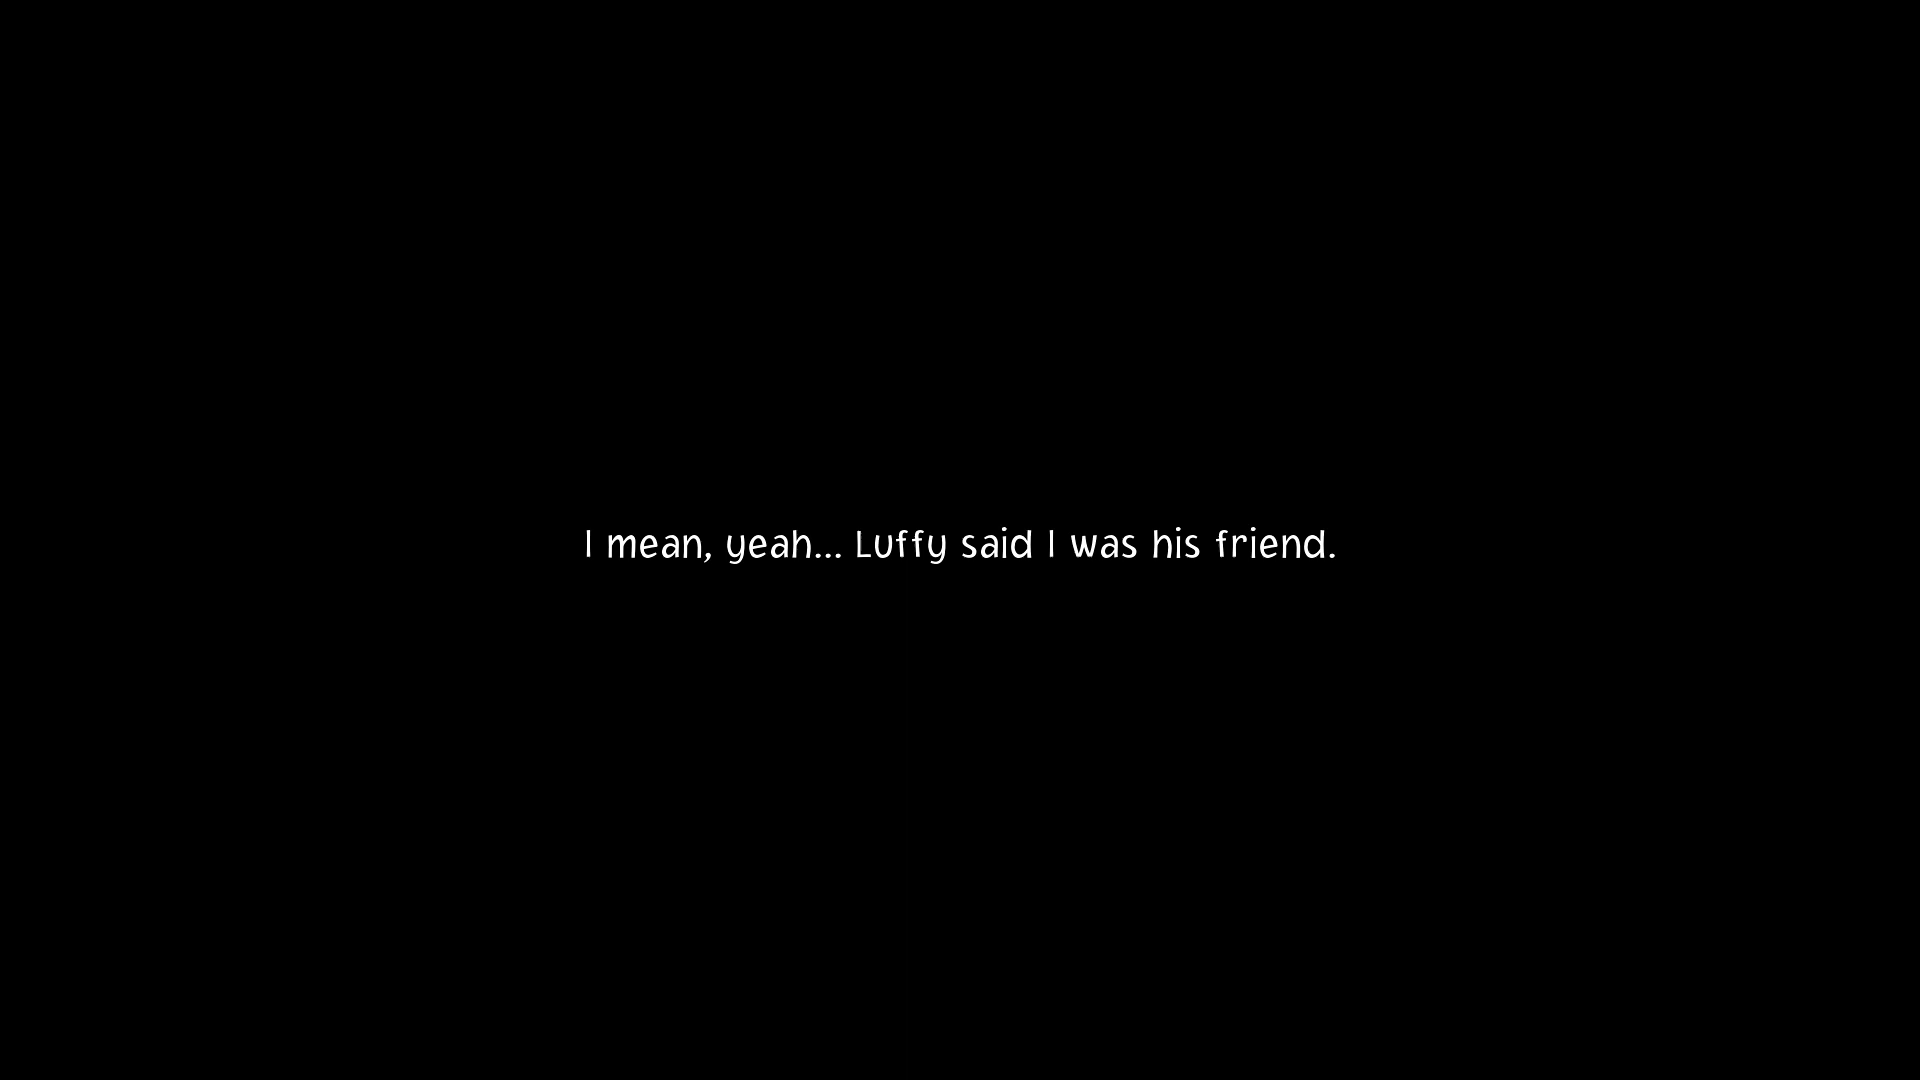 I mean, yeah... Luffy said I was his friend.